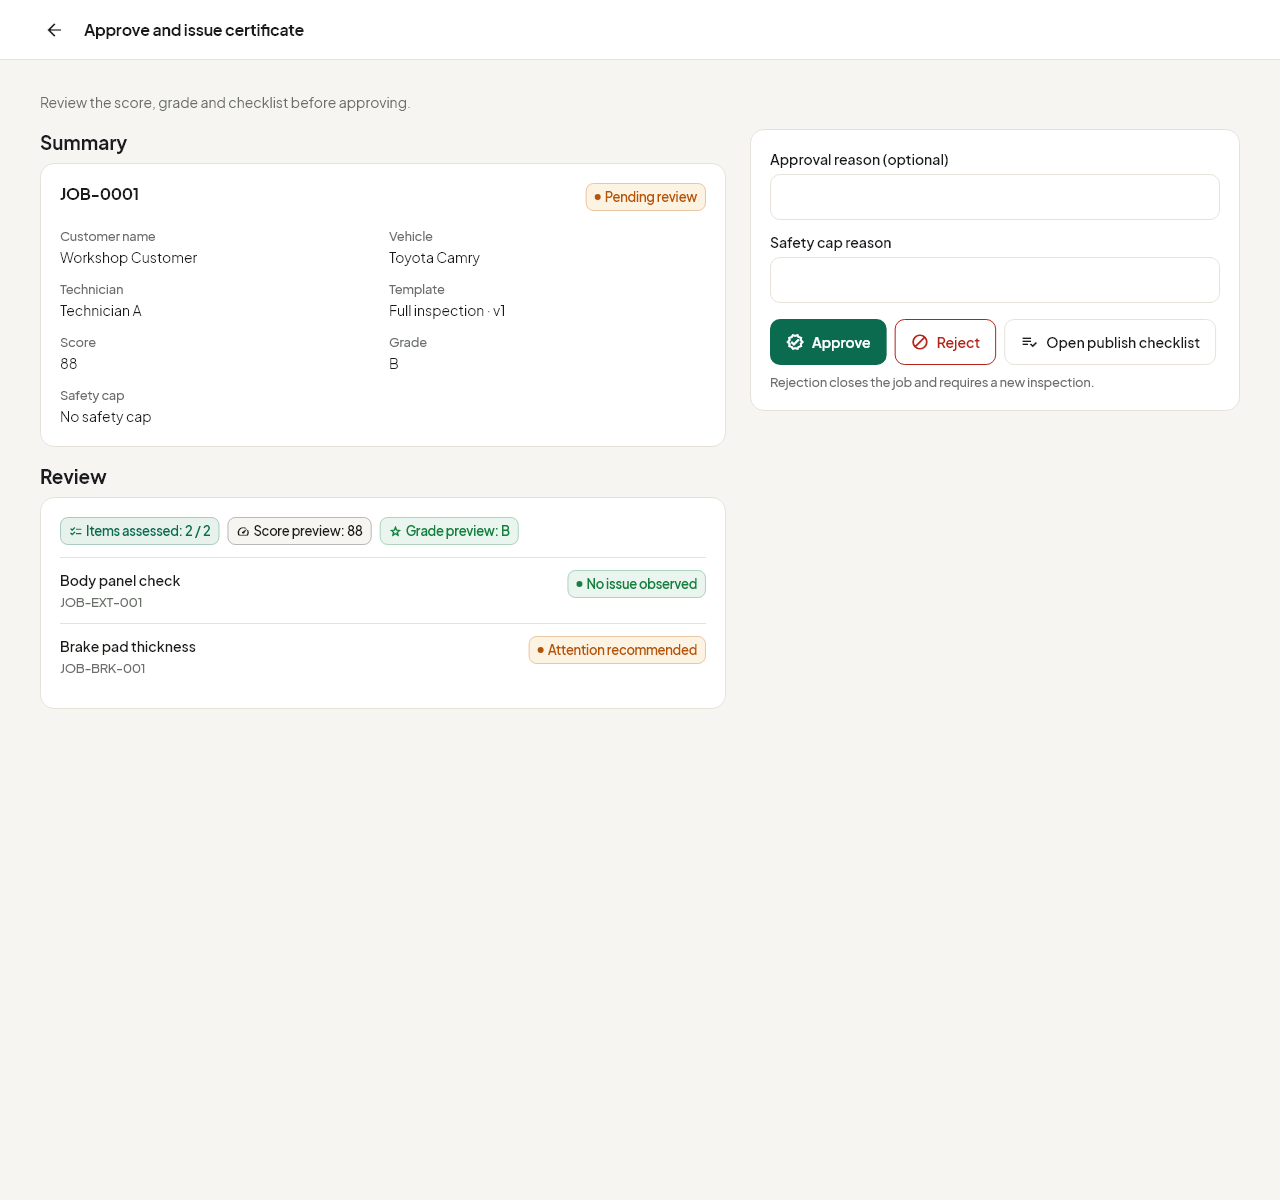 Approve and issue certificate
Review the score, grade and checklist before approving.
Summary
JOB-0001
Pending review
Customer name
Workshop Customer
Vehicle
Toyota Camry
Technician
Technician A
Template
Full inspection · v1
Score
88
Grade
B
Safety cap
No safety cap
Review
Items assessed: 2 / 2
Score preview: 88
Grade preview: B
Body panel check
JOB-EXT-001
No issue observed
Brake pad thickness
JOB-BRK-001
Attention recommended
Approval reason (optional)
Safety cap reason
Approve
Reject
Open publish checklist
Rejection closes the job and requires a new inspection.